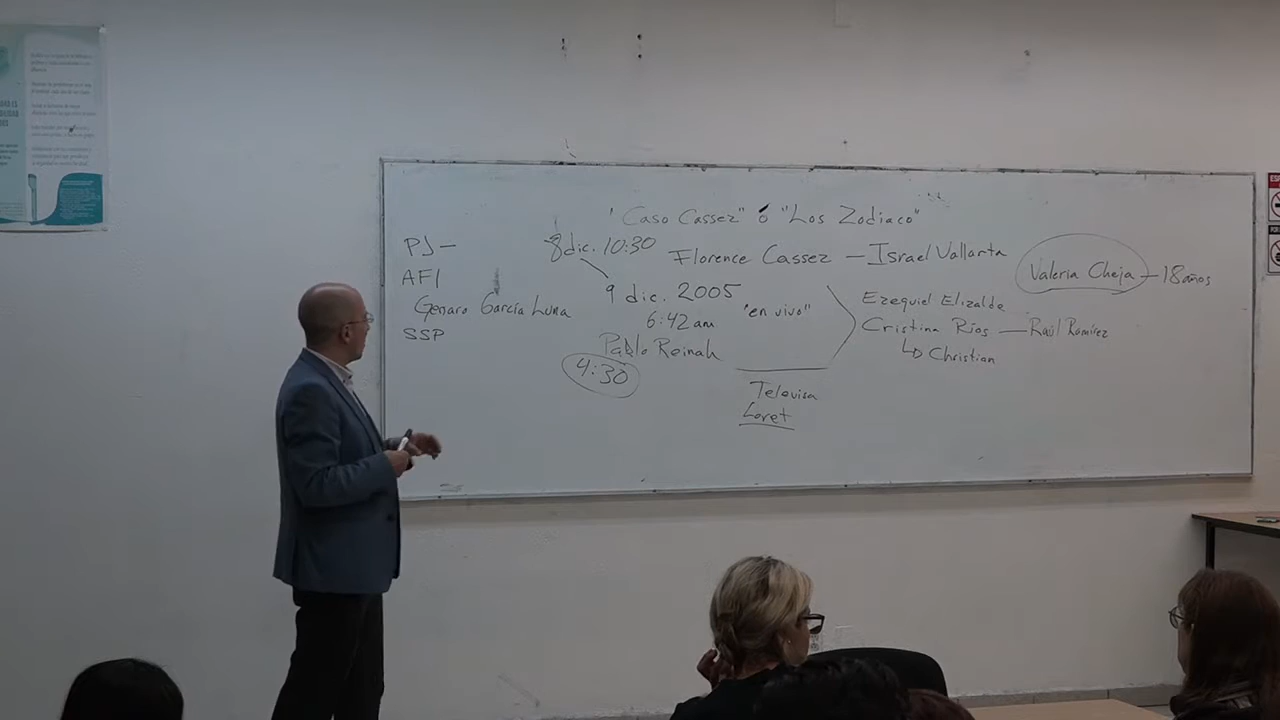 "Caso Cassez" ó "Los Zodiaco"
PJ—
AFI
Genaro García Luna
SSP
8 dic. 10:30
9 dic. 2005
6:42 am
"en vivo"
Pablo Reinah
4:30
Florence Cassez — Israel Vallarta
Televisa
Loret
Ezequiel Elizalde
Cristina Ríos — Raúl Ramírez
Christian
Valeria Cheja — 18 años